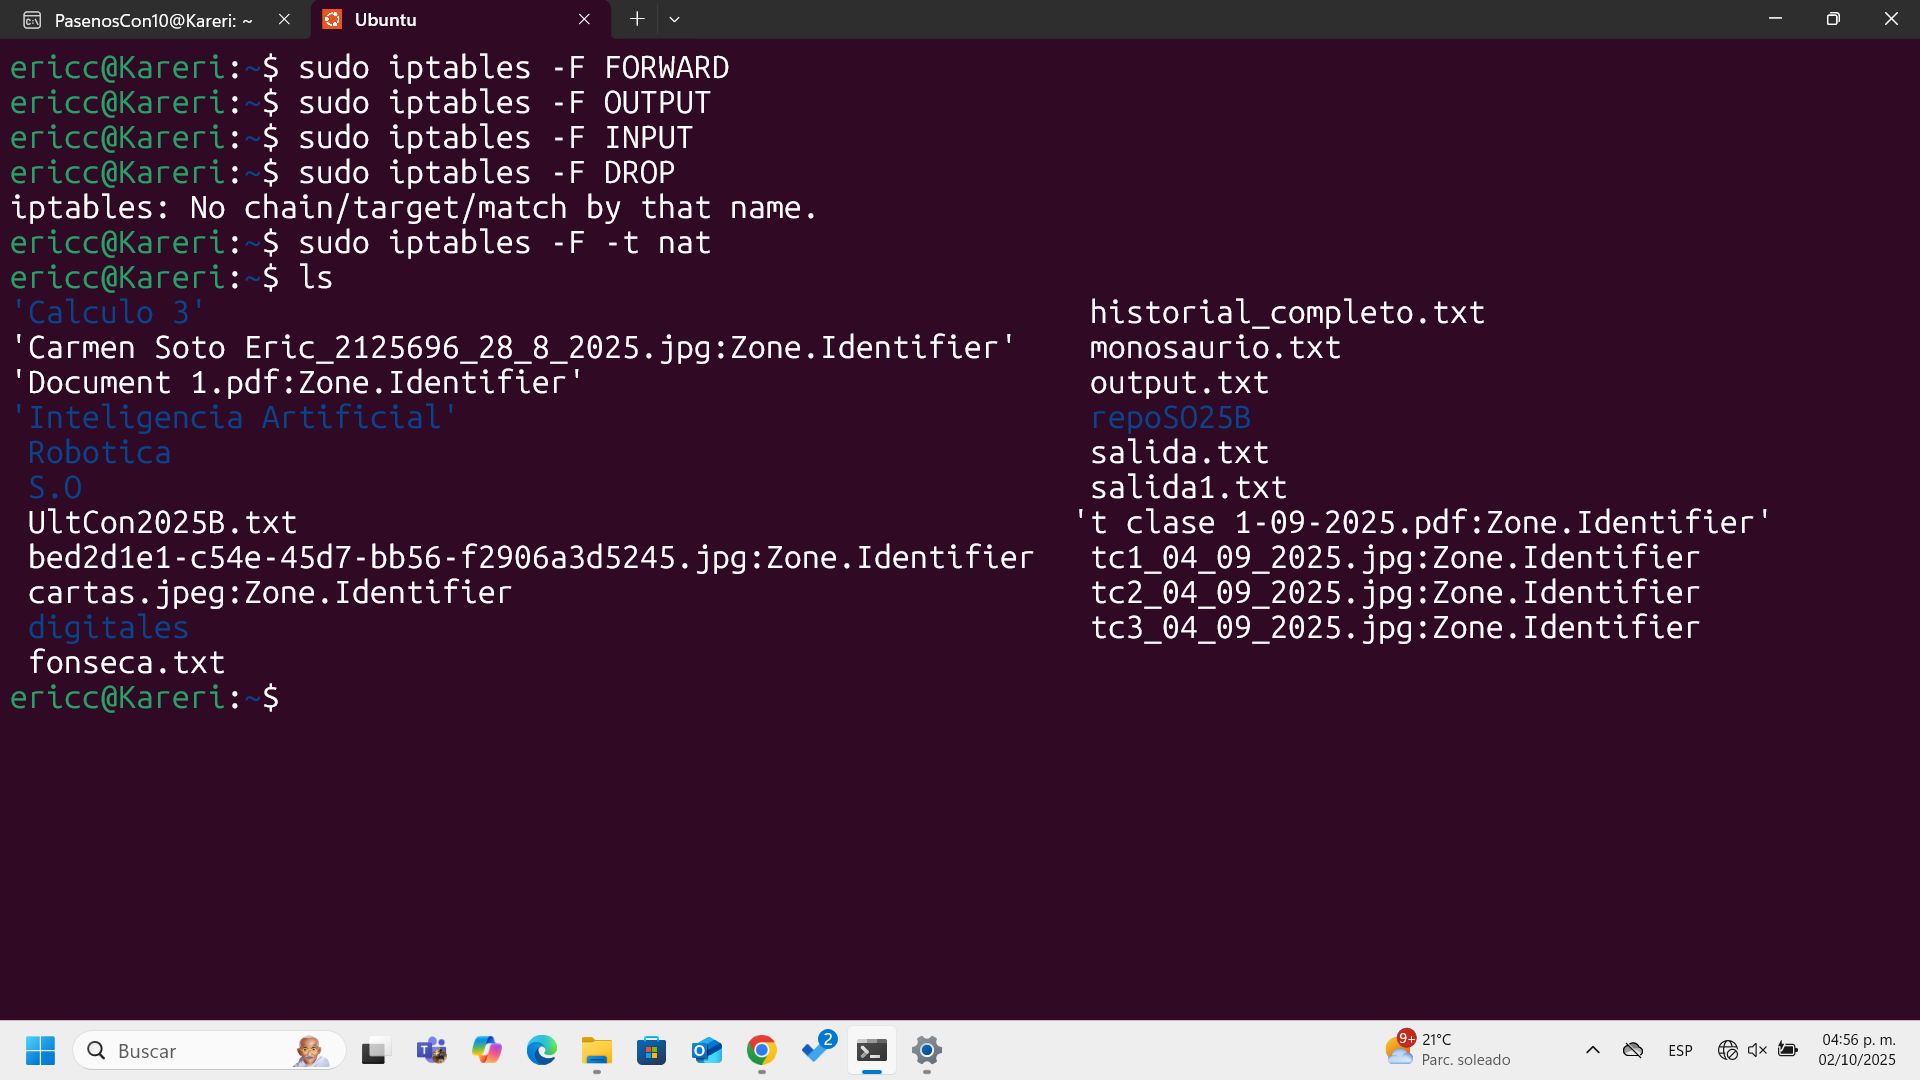 PasenosCon10@Kareri: ~
Ubuntu
ericc@Kareri:~$ sudo iptables -F FORWARD
ericc@Kareri:~$ sudo iptables -F OUTPUT
ericc@Kareri:~$ sudo iptables -F INPUT
ericc@Kareri:~$ sudo iptables -F DROP
iptables: No chain/target/match by that name.
ericc@Kareri:~$ sudo iptables -F -t nat
ericc@Kareri:~$ ls
'Calculo 3' historial_completo.txt
'Carmen Soto Eric_2125696_28_8_2025.jpg:Zone.Identifier' monosaurio.txt
'Document 1.pdf:Zone.Identifier' output.txt
'Inteligencia Artificial' repoSO25B
Robotica salida.txt
S.O salida1.txt
UltCon2025B.txt 't clase 1-09-2025.pdf:Zone.Identifier'
bed2d1e1-c54e-45d7-bb56-f2906a3d5245.jpg:Zone.Identifier tc1_04_09_2025.jpg:Zone.Identifier
cartas.jpeg:Zone.Identifier tc2_04_09_2025.jpg:Zone.Identifier
digitales tc3_04_09_2025.jpg:Zone.Identifier
fonseca.txt
ericc@Kareri:~$
Buscar
2
9+
21°C
Parc. soleado
ESP
04:56 p. m.
02/10/2025